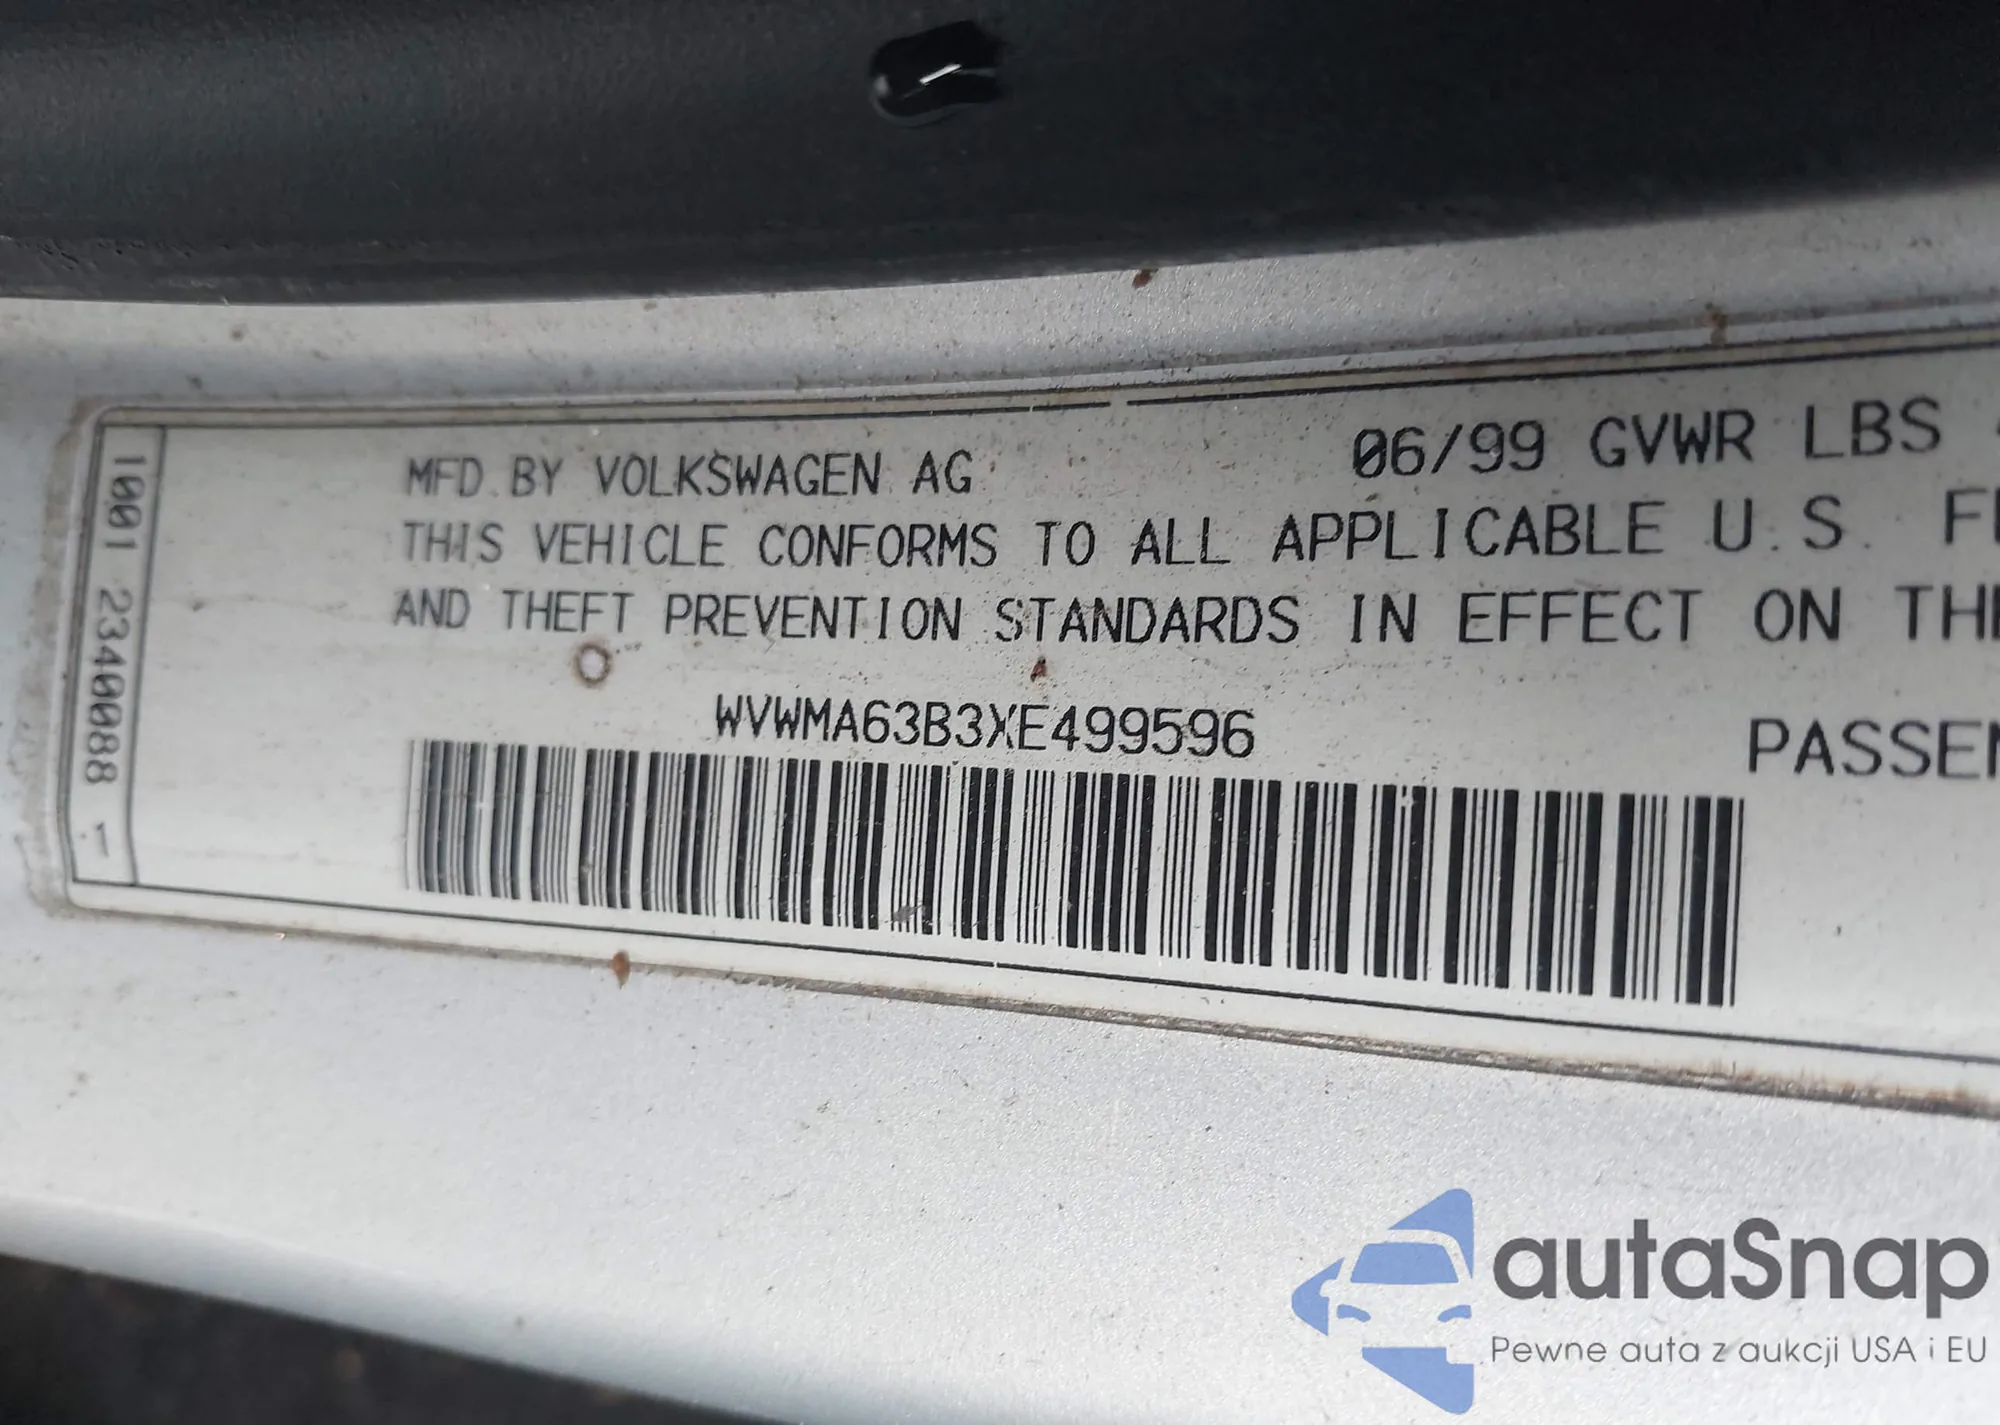 MFD. BY VOLKSWAGEN AG 06/99 GVWR LBS
THIS VEHICLE CONFORMS TO ALL APPLICABLE U.S.
AND THEFT PREVENTION STANDARDS IN EFFECT ON
WVWMA63B3XE499596
1001 2340088 1
autaSnap
Pewne auta z aukcji USA i EU